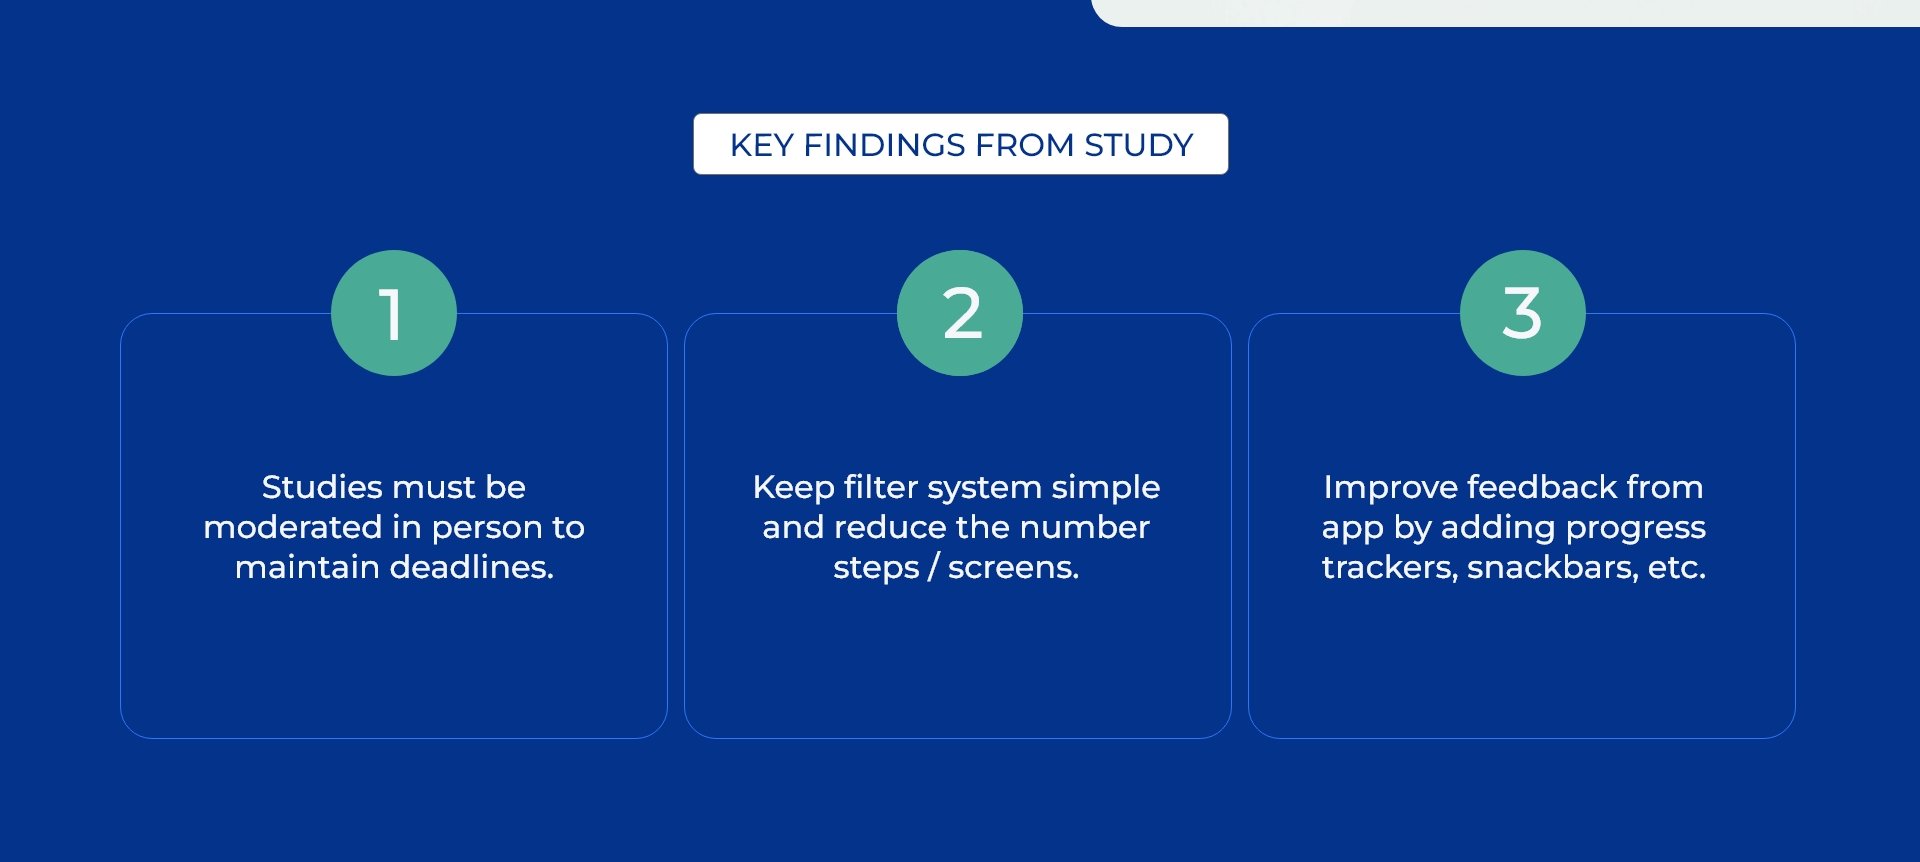 KEY FINDINGS FROM STUDY
1
Studies must be
moderated in person to
maintain deadlines.
2
Keep filter system simple
and reduce the number
steps / screens.
3
Improve feedback from
app by adding progress
trackers, snackbars, etc.